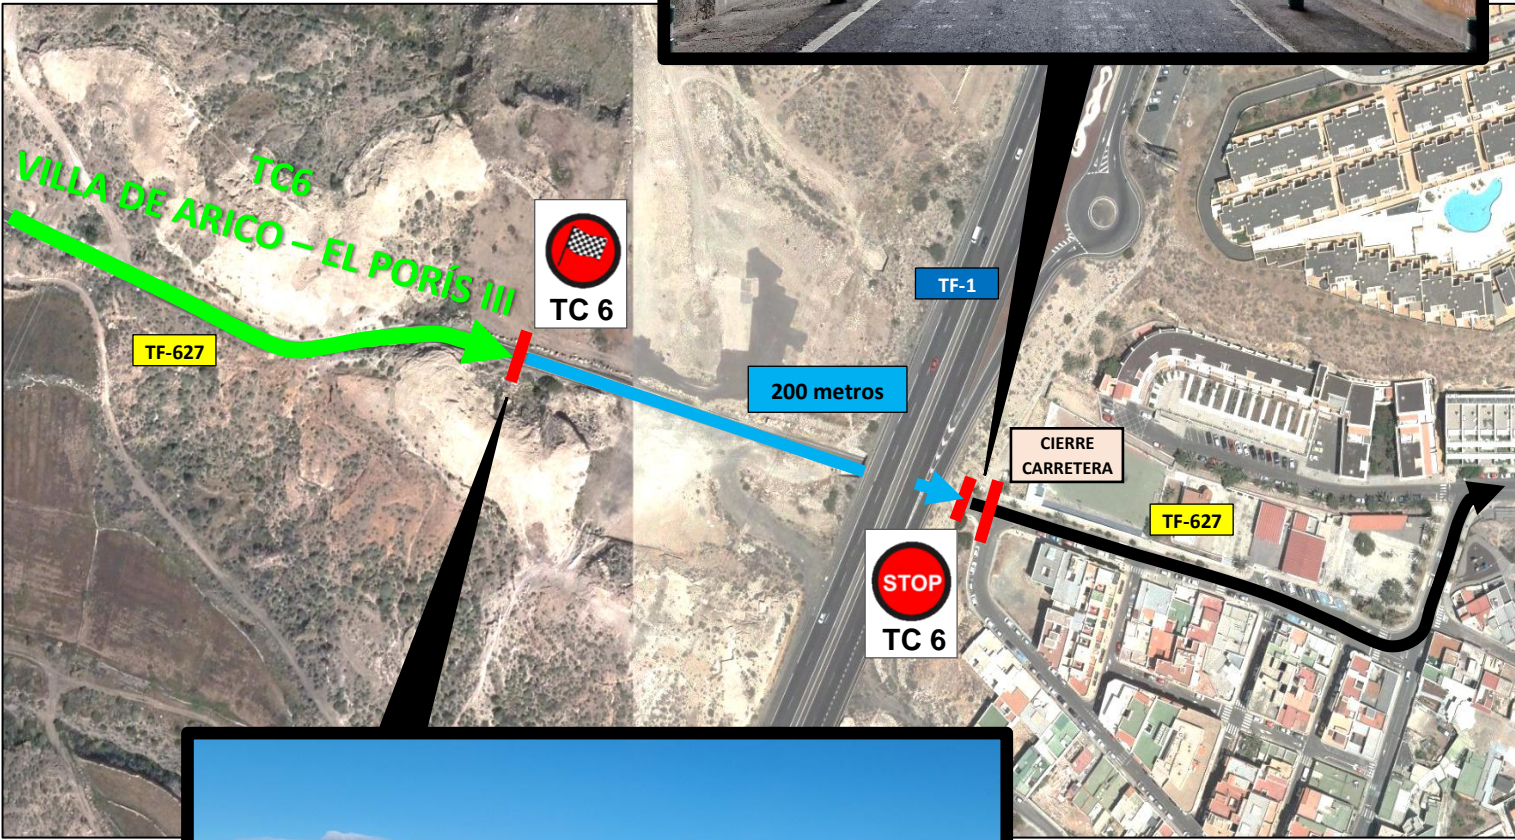 TC6
VILLA DE ARICO – EL PORÍS III
TC 6
TF-627
TF-1
200 metros
CIERRE
CARRETERA
TF-627
STOP
TC 6